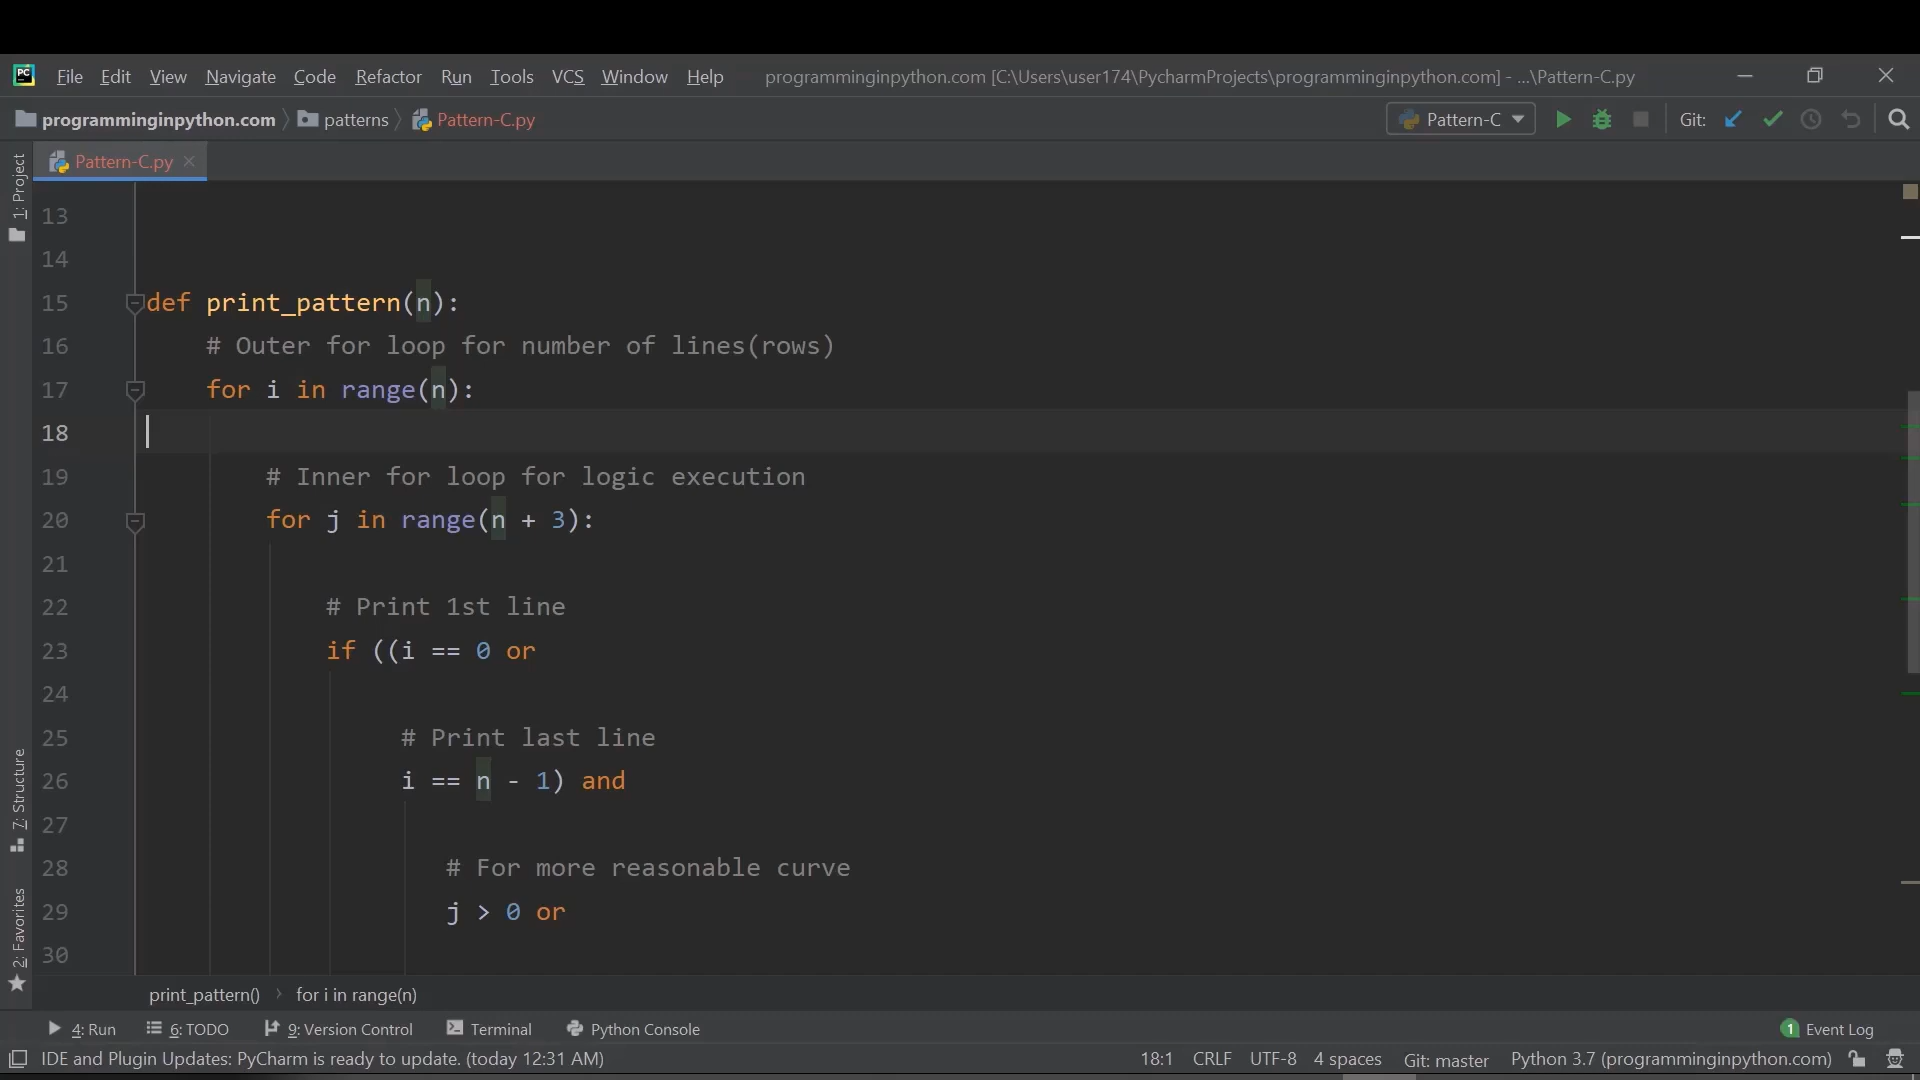 PC File Edit View Navigate Code Refactor Run Tools VCS Window Help programminginpython.com [C:\Users\user174\PycharmProjects\programminginpython.com] - ...\Pattern-C.py
programminginpython.com patterns Pattern-C.py Pattern-C Git:
Pattern-C.py
1: Project
7: Structure
2: Favorites
13
14
15 def print_pattern(n):
16 # Outer for loop for number of lines(rows)
17 for i in range(n):
18
19 # Inner for loop for logic execution
20 for j in range(n + 3):
21
22 # Print 1st line
23 if ((i == 0 or
24
25 # Print last line
26 i == n - 1) and
27
28 # For more reasonable curve
29 j > 0 or
30
print_pattern() for i in range(n)
4: Run 6: TODO 9: Version Control Terminal Python Console 1 Event Log
IDE and Plugin Updates: PyCharm is ready to update. (today 12:31 AM) 18:1 CRLF UTF-8 4 spaces Git: master Python 3.7 (programminginpython.com)